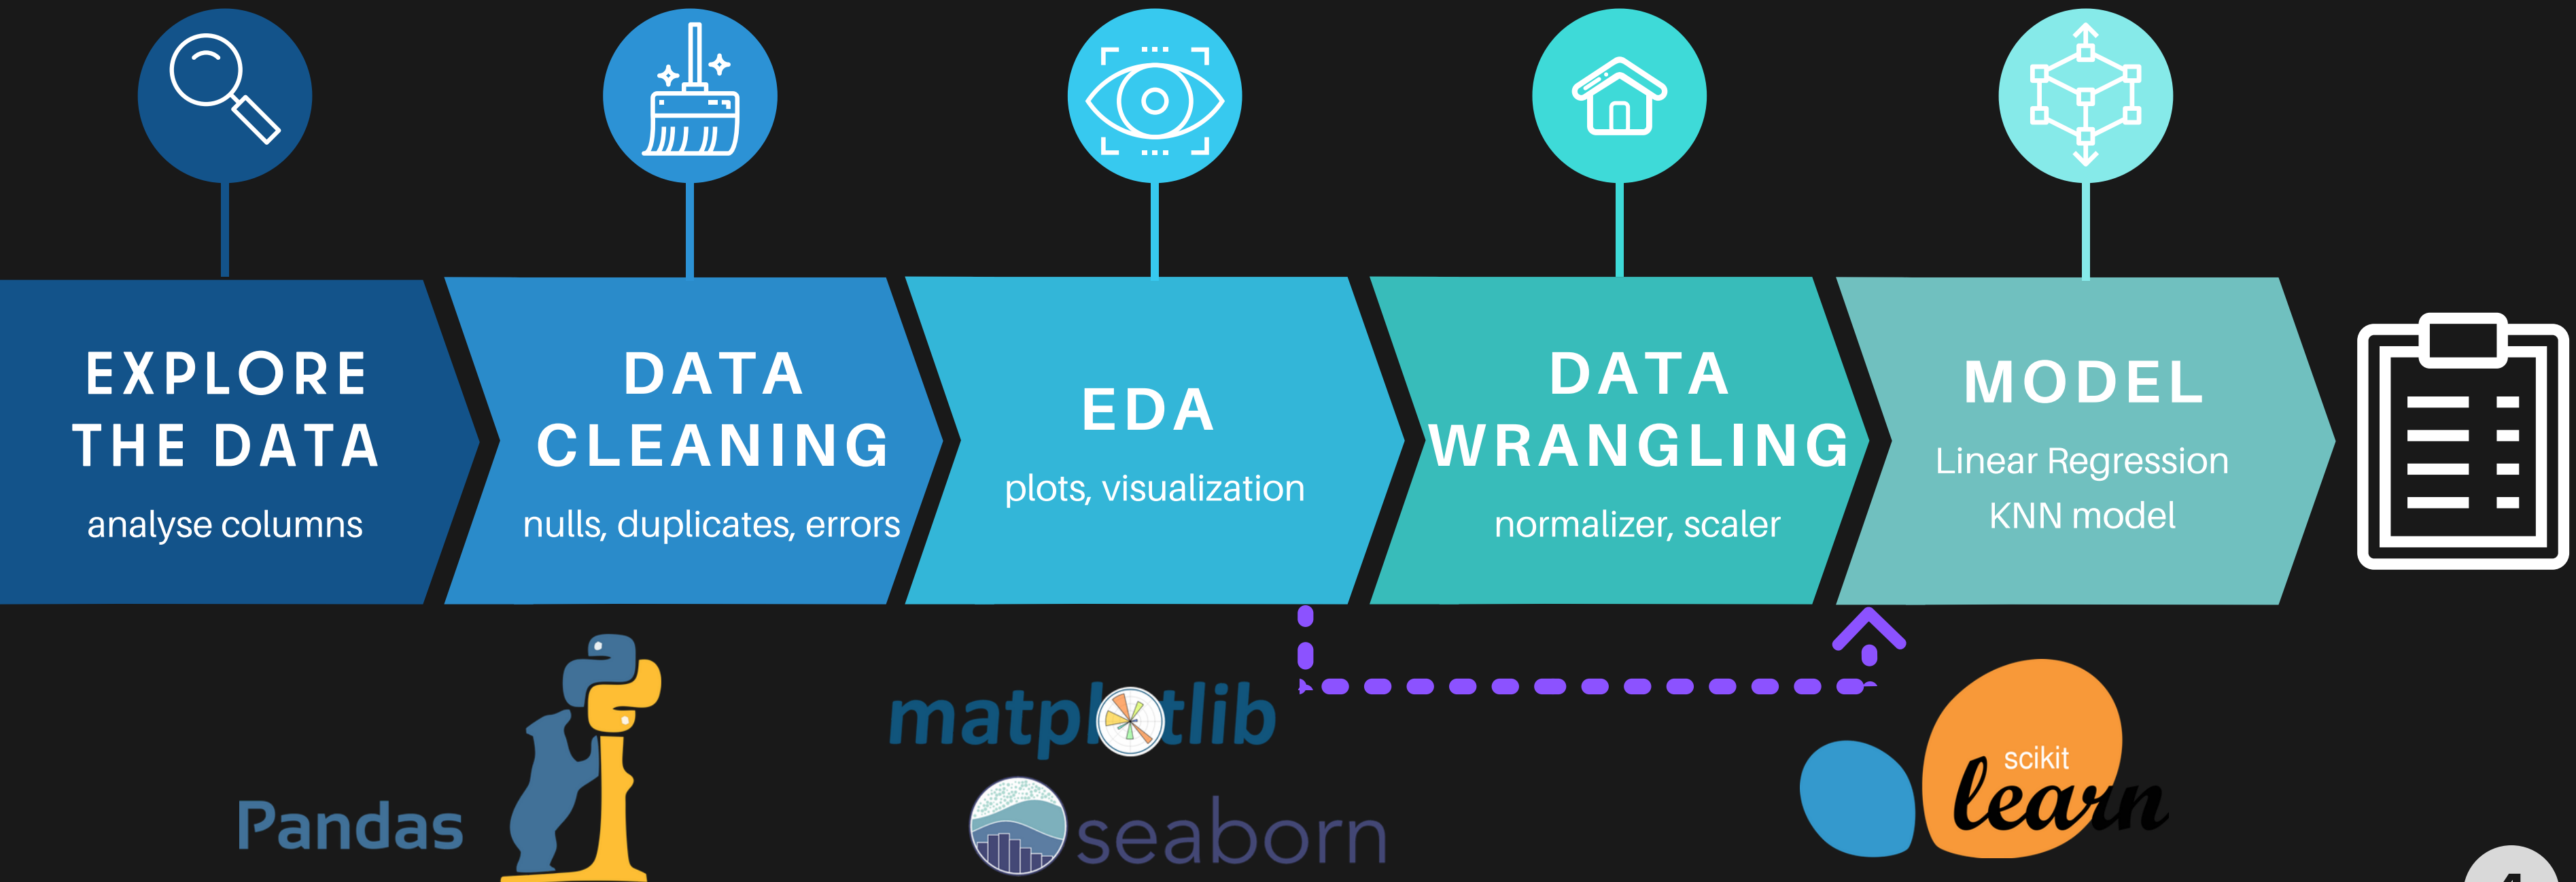 EXPLORE
THE DATA
analyse columns
DATA
CLEANING
nulls, duplicates, errors
EDA
plots, visualization
DATA
WRANGLING
normalizer, scaler
MODEL
Linear Regression
KNN model
Pandas
matplotlib
seaborn
scikit
learn